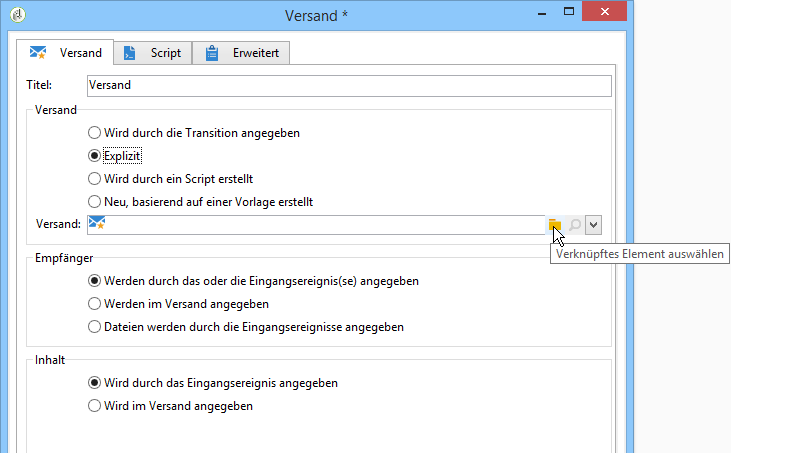 Versand *
Versand Script Erweitert
Titel: Versand
Versand
Wird durch die Transition angegeben
Explizit
Wird durch ein Script erstellt
Neu, basierend auf einer Vorlage erstellt
Versand:
Verknüpftes Element auswählen
Empfänger
Werden durch das oder die Eingangsereignis(se) angegeben
Werden im Versand angegeben
Dateien werden durch die Eingangsereignisse angegeben
Inhalt
Wird durch das Eingangsereignis angegeben
Wird im Versand angegeben